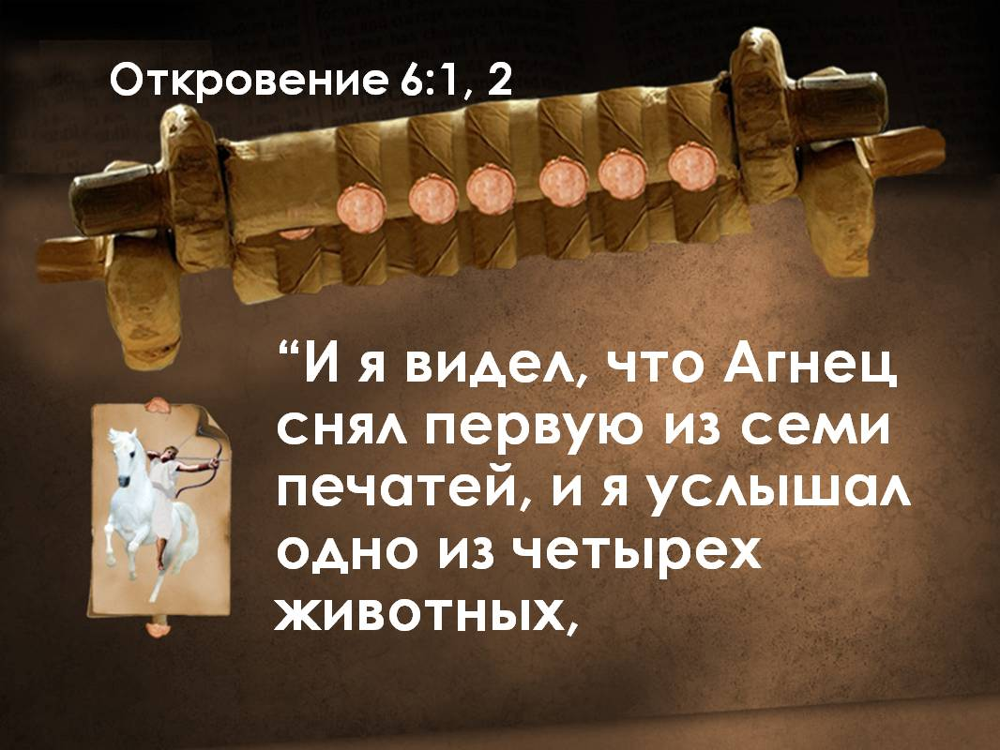 Откровение 6:1, 2
“И я видел, что Агнец
снял первую из семи
печатей, и я услышал
одно из четырех
животных,